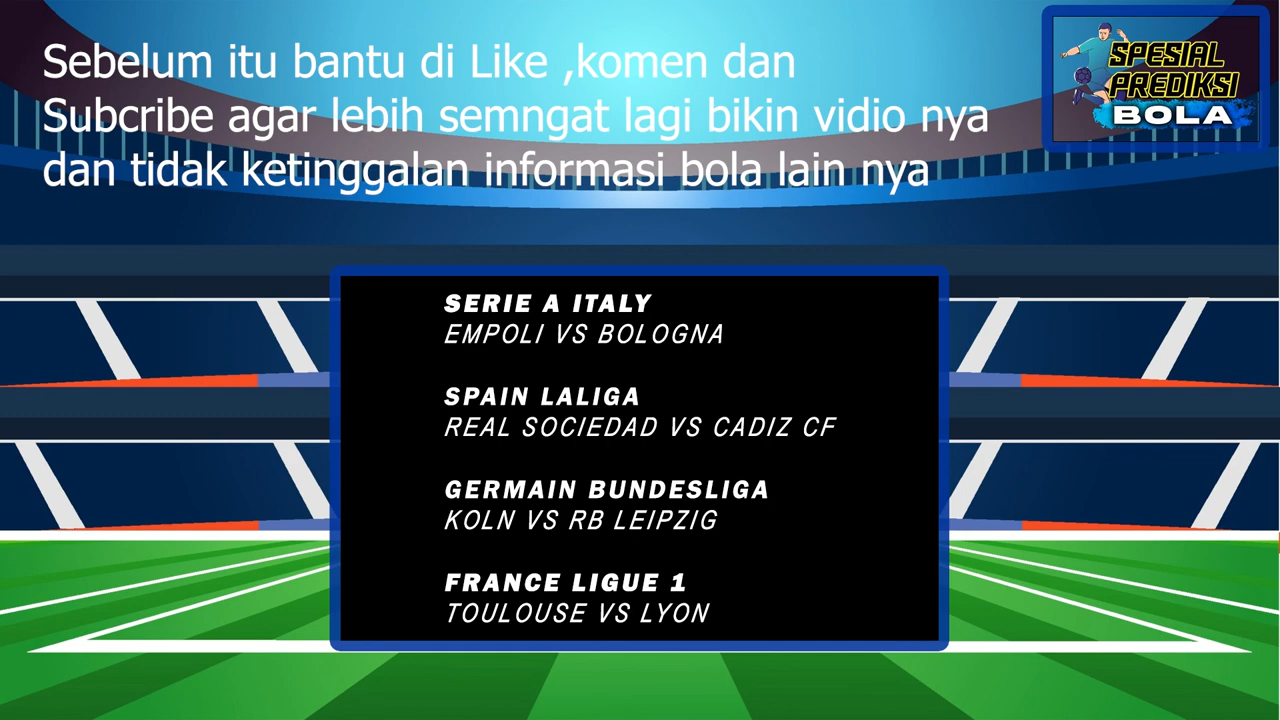 Sebelum itu bantu di Like ,komen dan
Subcribe agar lebih semngat lagi bikin vidio nya
dan tidak ketinggalan informasi bola lain nya
SPESIAL
PREDIKSI
BOLA
SERIE A ITALY
EMPOLI VS BOLOGNA
SPAIN LALIGA
REAL SOCIEDAD VS CADIZ CF
GERMAIN BUNDESLIGA
KOLN VS RB LEIPZIG
FRANCE LIGUE 1
TOULOUSE VS LYON